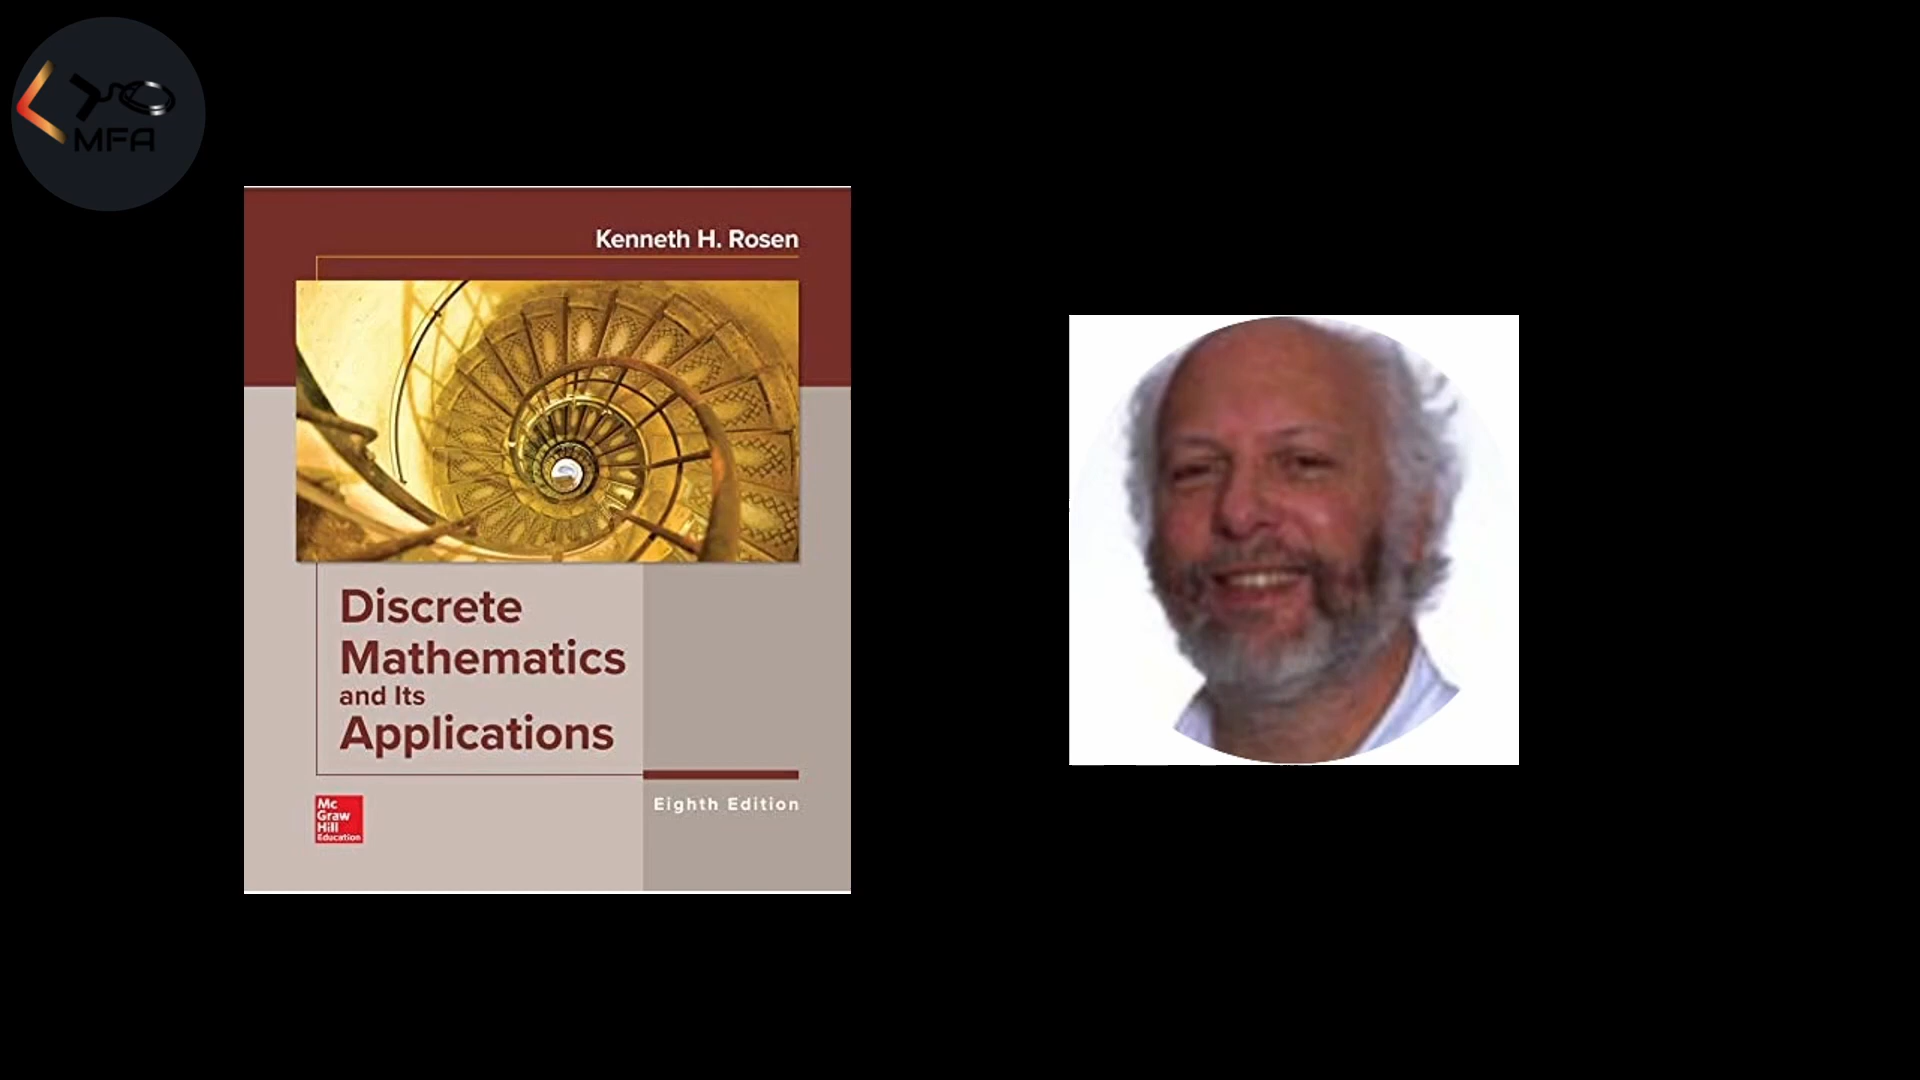 MFA
Kenneth H. Rosen
Discrete
Mathematics
and Its
Applications
Eighth Edition
Mc
Graw
Hill
Education